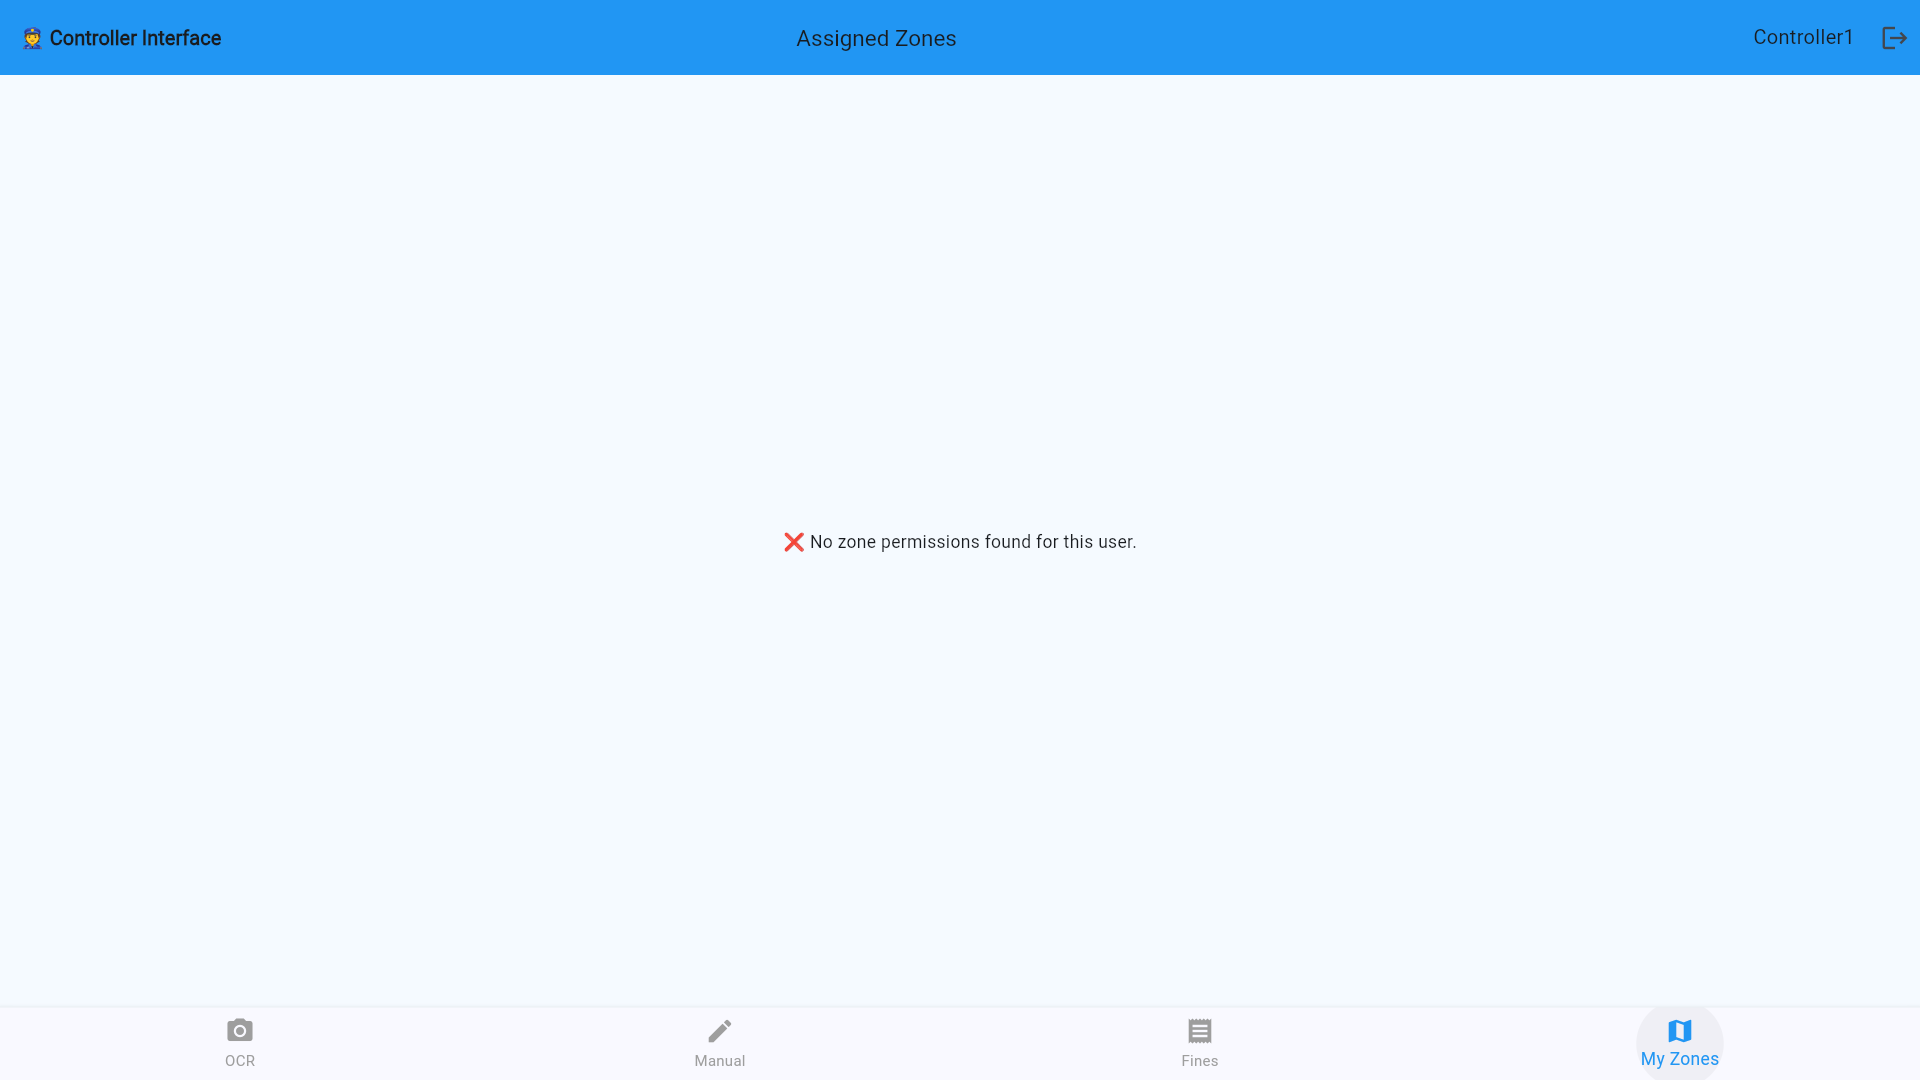 👮 Controller Interface
Assigned Zones
Controller1
❌ No zone permissions found for this user.
OCR
Manual
Fines
My Zones